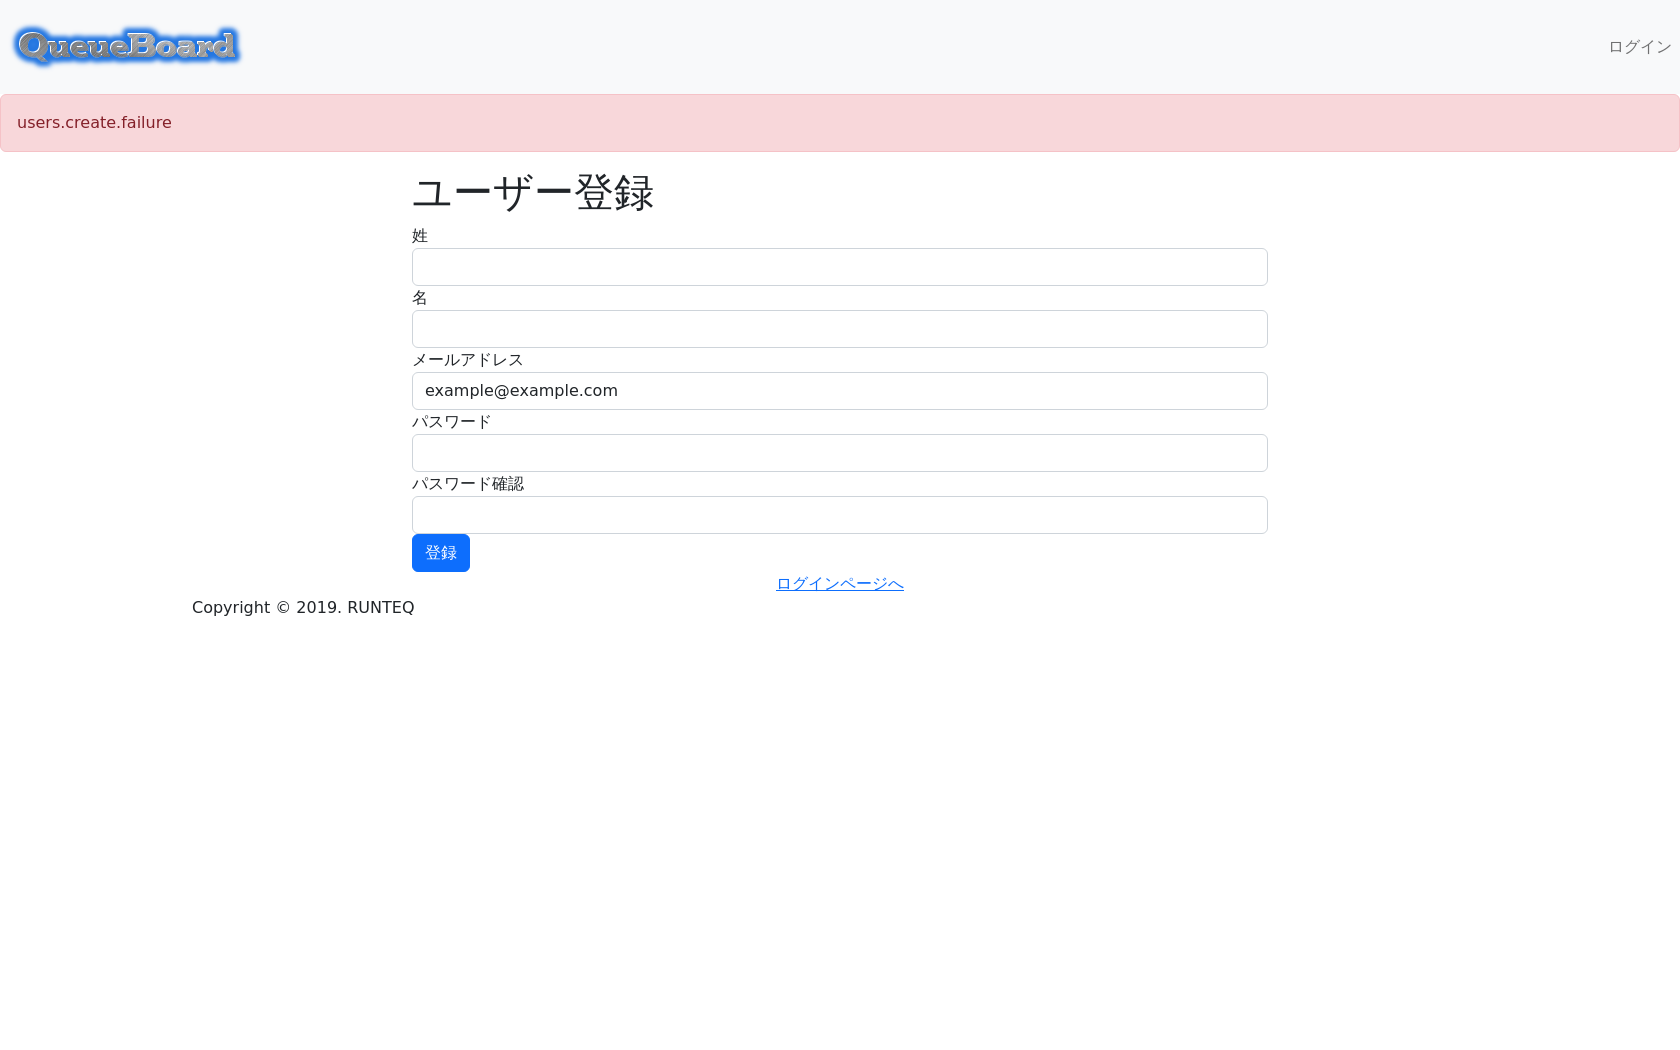 QueueBoard
ログイン
users.create.failure
ユーザー登録
姓
名
メールアドレス
example@example.com
パスワード
パスワード確認
登録
ログインページへ
Copyright © 2019. RUNTEQ